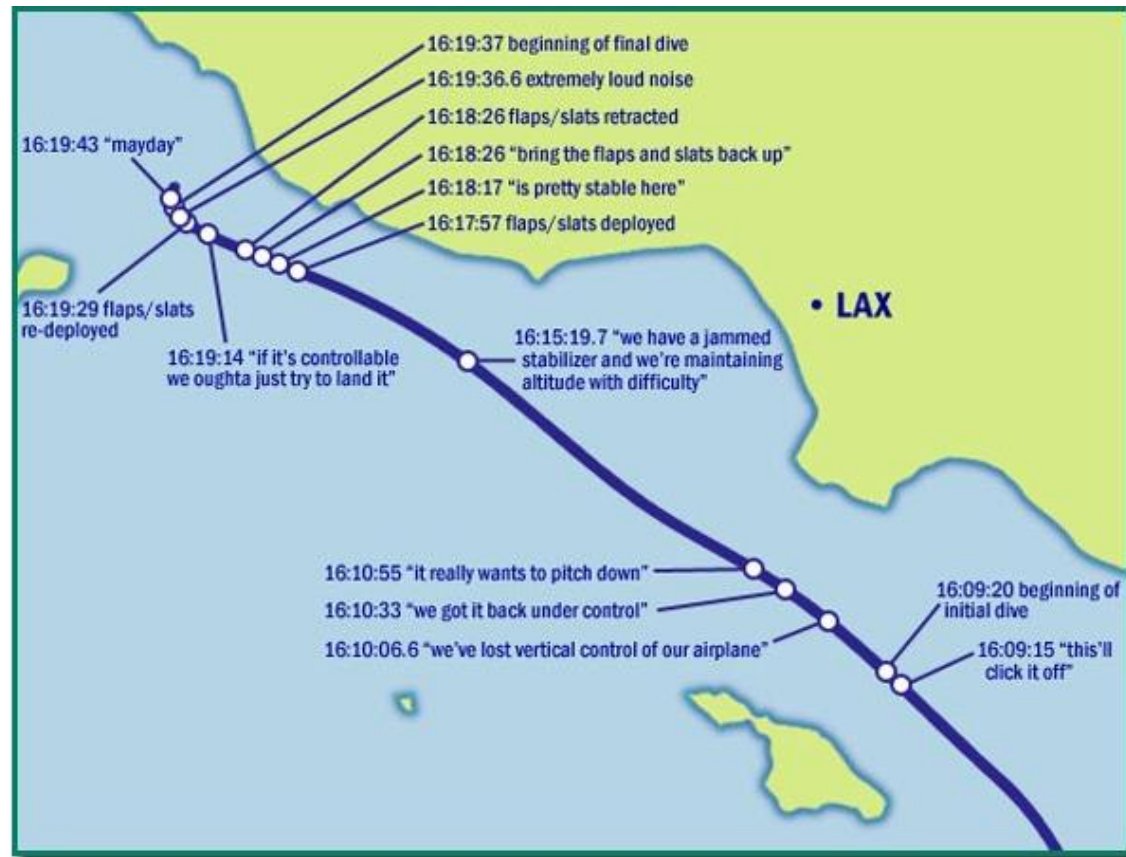 16:19:37 beginning of final dive
16:19:36.6 extremely loud noise
16:18:26 flaps/slats retracted
16:19:43 “mayday”
16:18:26 “bring the flaps and slats back up”
16:18:17 “is pretty stable here”
16:17:57 flaps/slats deployed
LAX
16:19:29 flaps/slats
re-deployed
16:19:14 “if it's controllable
we oughta just try to land it”
16:15:19.7 “we have a jammed
stabilizer and we're maintaining
altitude with difficulty”
16:10:55 “it really wants to pitch down”
16:10:33 “we got it back under control”
16:10:06.6 “we've lost vertical control of our airplane”
16:09:20 beginning of
initial dive
16:09:15 “this'll
click it off”